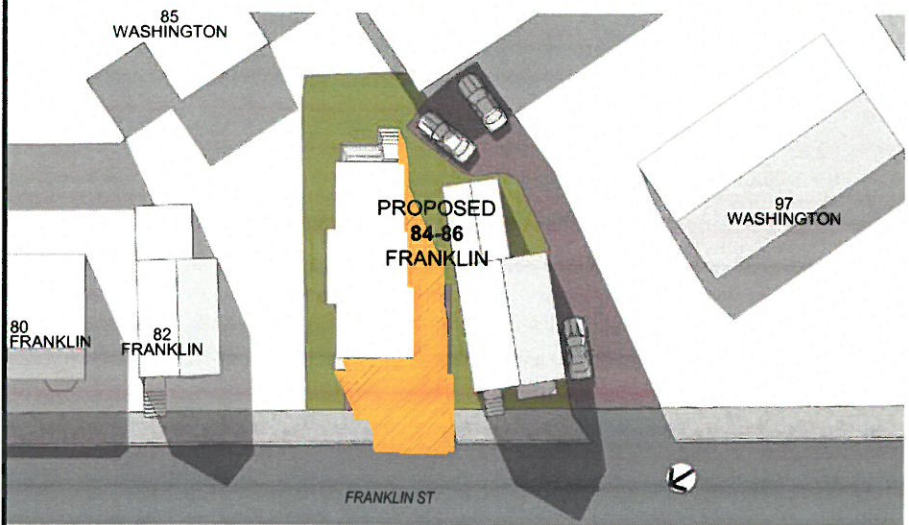 85
WASHINGTON
PROPOSED
84-86
FRANKLIN
97
WASHINGTON
80
FRANKLIN
82
FRANKLIN
FRANKLIN ST